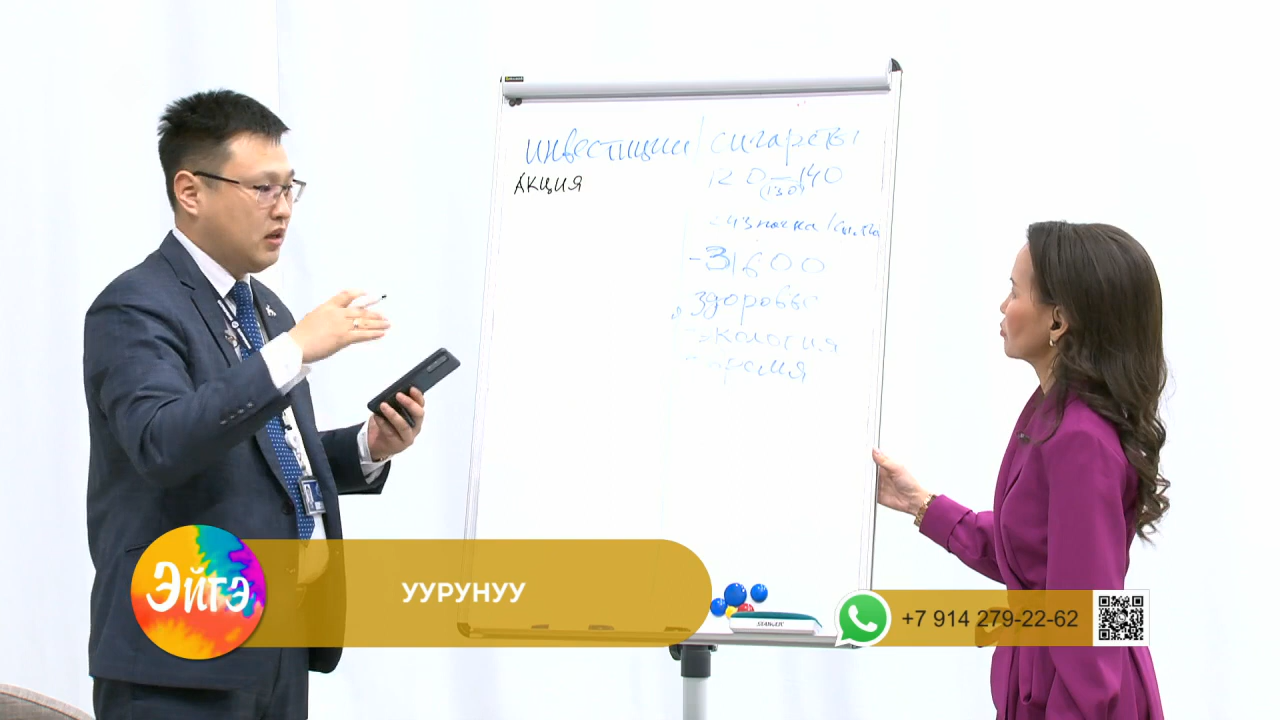 инвестиции | сигареты
Акция
120-140
(130)
-31600
здоровье
экология
время
Эйгэ
УУРУНУУ
+7 914 279-22-62